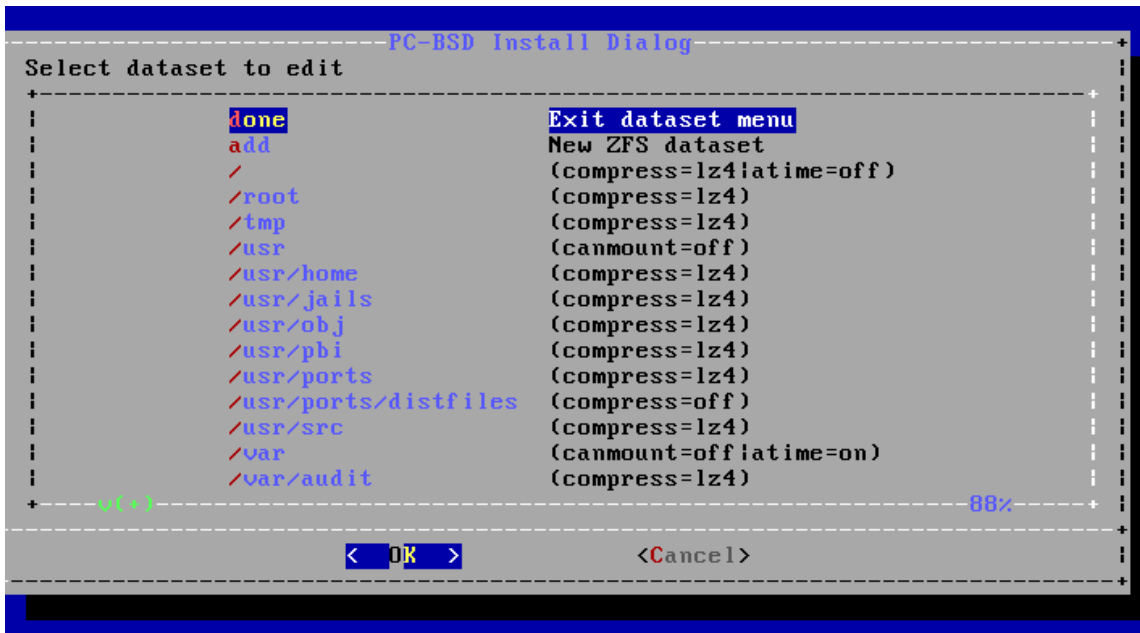 PC-BSD Install Dialog
Select dataset to edit
done Exit dataset menu
add New ZFS dataset
/ (compress=lz4|atime=off)
/root (compress=lz4)
/tmp (compress=lz4)
/usr (canmount=off)
/usr/home (compress=lz4)
/usr/jails (compress=lz4)
/usr/obj (compress=lz4)
/usr/pbi (compress=lz4)
/usr/ports (compress=lz4)
/usr/ports/distfiles (compress=off)
/usr/src (compress=lz4)
/var (canmount=off|atime=on)
/var/audit (compress=lz4)
v(+) 88%
< OK > <Cancel>